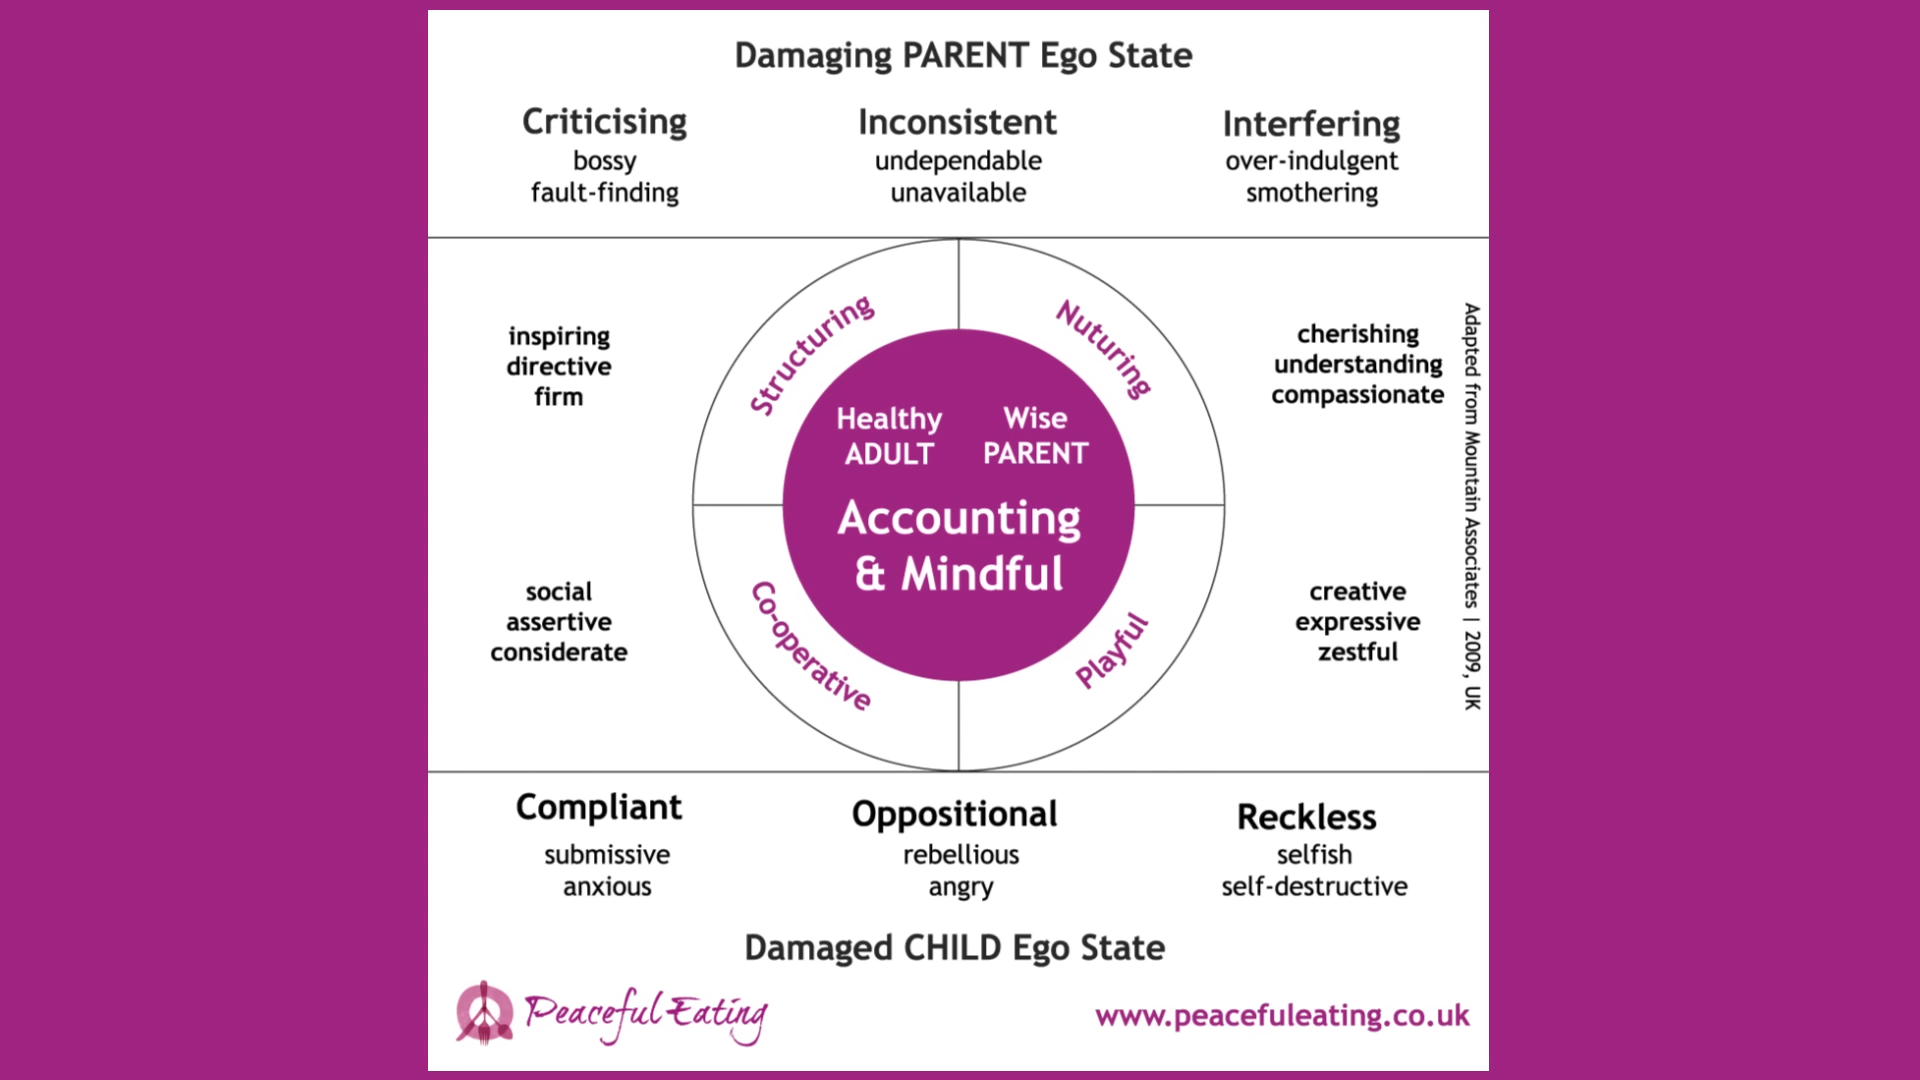 Damaging PARENT Ego State
Criticising
bossy
fault-finding
Inconsistent
undependable
unavailable
Interfering
over-indulgent
smothering
inspiring
directive
firm
Structuring
Nuturing
cherishing
understanding
compassionate
Healthy
ADULT
Wise
PARENT
Accounting
& Mindful
social
assertive
considerate
Co-operative
Playful
creative
expressive
zestful
Adapted from Mountain Associates | 2009, UK
Compliant
submissive
anxious
Oppositional
rebellious
angry
Reckless
selfish
self-destructive
Damaged CHILD Ego State
Peaceful Eating
www.peacefuleating.co.uk